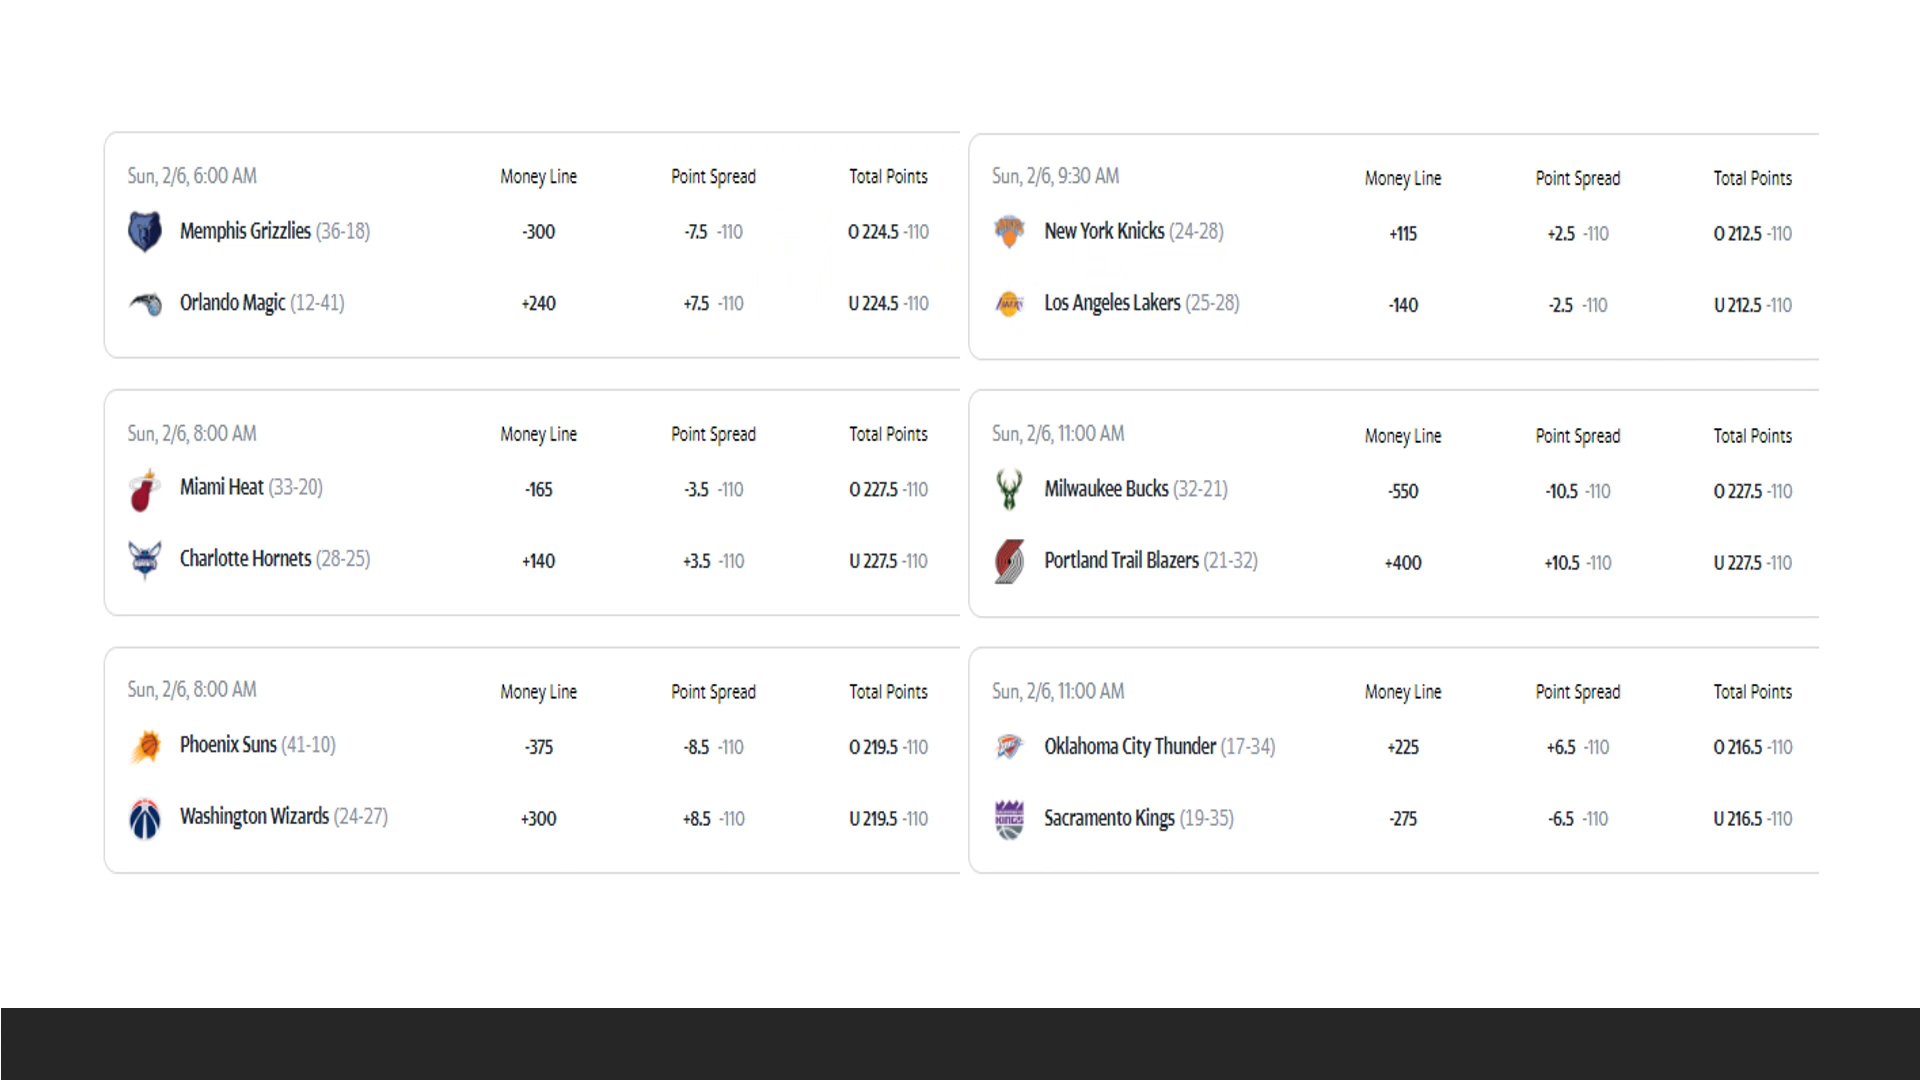 Sun, 2/6, 6:00 AM Money Line Point Spread Total Points
Memphis Grizzlies (36-18) -300 -7.5 -110 O 224.5 -110
Orlando Magic (12-41) +240 +7.5 -110 U 224.5 -110
Sun, 2/6, 8:00 AM Money Line Point Spread Total Points
Miami Heat (33-20) -165 -3.5 -110 O 227.5 -110
Charlotte Hornets (28-25) +140 +3.5 -110 U 227.5 -110
Sun, 2/6, 8:00 AM Money Line Point Spread Total Points
Phoenix Suns (41-10) -375 -8.5 -110 O 219.5 -110
Washington Wizards (24-27) +300 +8.5 -110 U 219.5 -110
Sun, 2/6, 9:30 AM Money Line Point Spread Total Points
New York Knicks (24-28) +115 +2.5 -110 O 212.5 -110
Los Angeles Lakers (25-28) -140 -2.5 -110 U 212.5 -110
Sun, 2/6, 11:00 AM Money Line Point Spread Total Points
Milwaukee Bucks (32-21) -550 -10.5 -110 O 227.5 -110
Portland Trail Blazers (21-32) +400 +10.5 -110 U 227.5 -110
Sun, 2/6, 11:00 AM Money Line Point Spread Total Points
Oklahoma City Thunder (17-34) +225 +6.5 -110 O 216.5 -110
Sacramento Kings (19-35) -275 -6.5 -110 U 216.5 -110